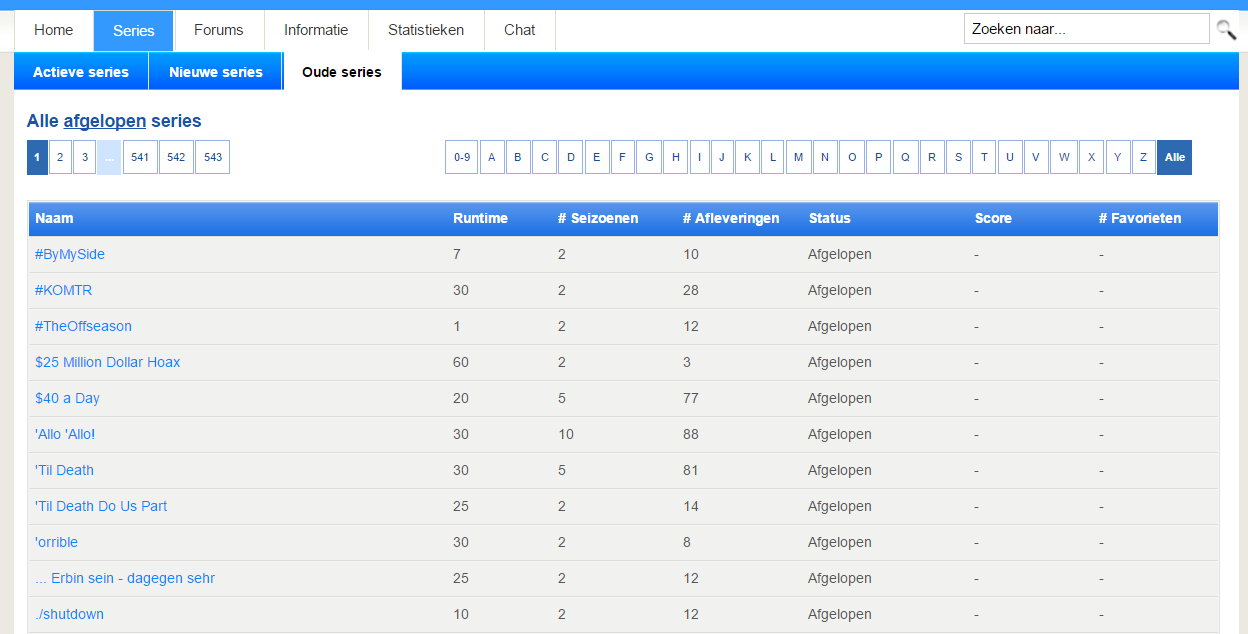 Home Series Forums Informatie Statistieken Chat Zoeken naar...
Actieve series Nieuwe series Oude series
Alle afgelopen series
1 2 3 ... 541 542 543 0-9 A B C D E F G H I J K L M N O P Q R S T U V W X Y Z Alle
Naam Runtime # Seizoenen # Afleveringen Status Score # Favorieten
#ByMySide 7 2 10 Afgelopen - -
#KOMTR 30 2 28 Afgelopen - -
#TheOffseason 1 2 12 Afgelopen - -
$25 Million Dollar Hoax 60 2 3 Afgelopen - -
$40 a Day 20 5 77 Afgelopen - -
'Allo 'Allo! 30 10 88 Afgelopen - -
'Til Death 30 5 81 Afgelopen - -
'Til Death Do Us Part 25 2 14 Afgelopen - -
'orrible 30 2 8 Afgelopen - -
... Erbin sein - dagegen sehr 25 2 12 Afgelopen - -
./shutdown 10 2 12 Afgelopen - -